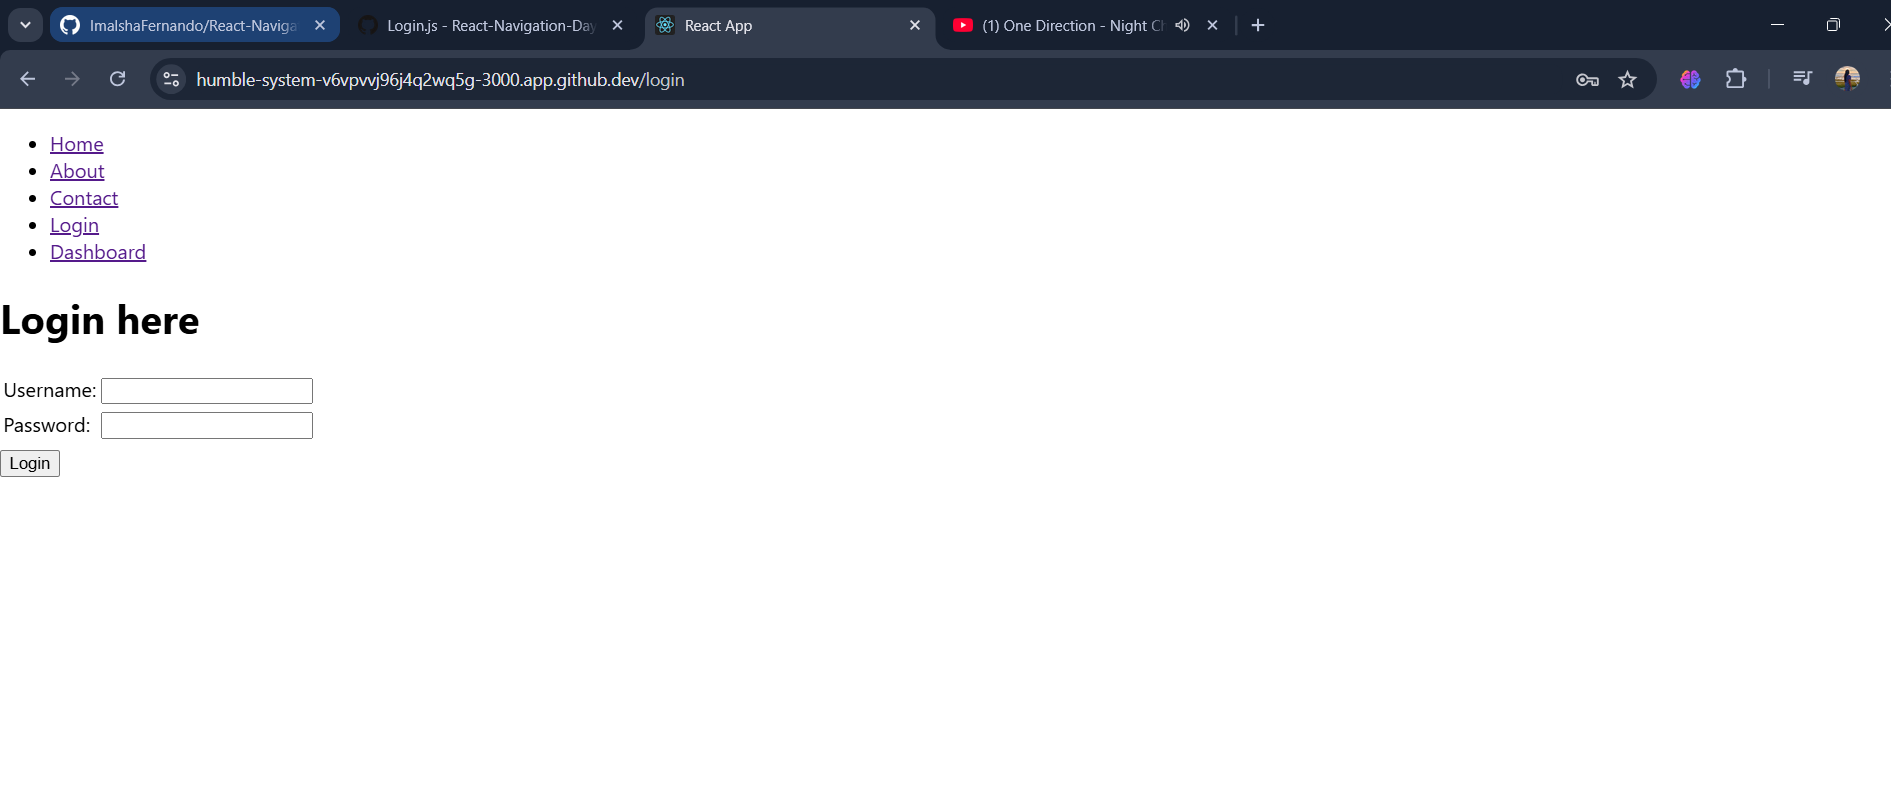 ImalshaFernando/React-Naviga
Login.js - React-Navigation-Day
React App
(1) One Direction - Night Ch
humble-system-v6vpvvj96j4q2wq5g-3000.app.github.dev/login
Home
About
Contact
Login
Dashboard
Login here
Username:
Password:
Login